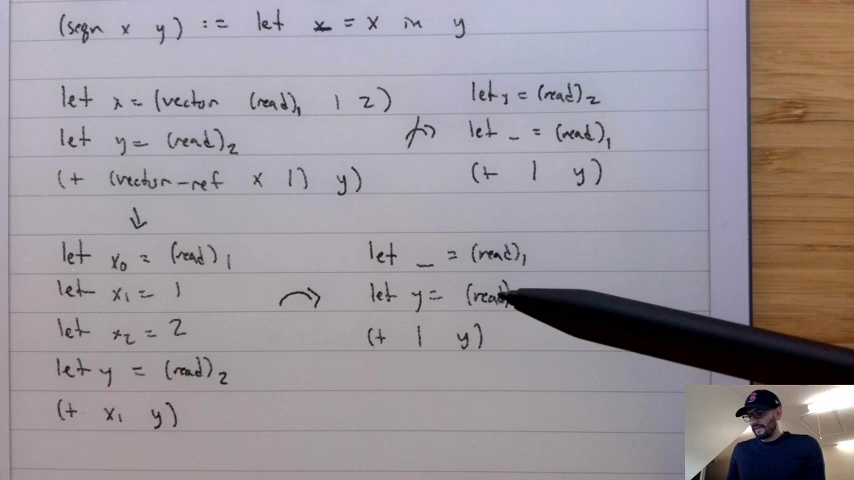 (seqn x y) := let _ = x in y
let x = (vector (read)₁ 1 2)
let y = (read)₂
(+ (vector-ref x 1) y)
↓
let y = (read)₂
let _ = (read)₁
(+ 1 y)
let x₀ = (read)₁
let x₁ = 1
let x₂ = 2
let y = (read)₂
(+ x₁ y)
let _ = (read)₁
let y = (read)
(+ 1 y)